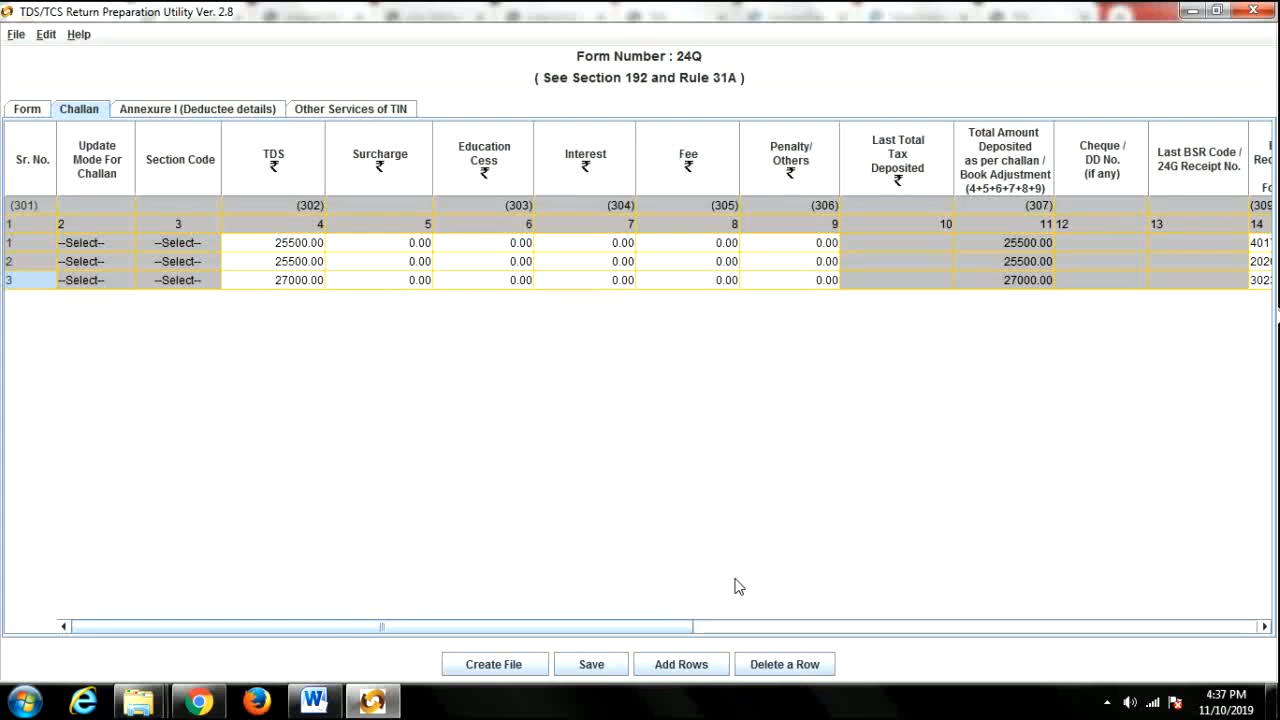 TDS/TCS Return Preparation Utility Ver. 2.8
File Edit Help
Form Number : 24Q
( See Section 192 and Rule 31A )
Form Challan Annexure I (Deductee details) Other Services of TIN
Sr. No. Update Mode For Challan Section Code TDS ₹ Surcharge ₹ Education Cess ₹ Interest ₹ Fee ₹ Penalty/ Others ₹ Last Total Tax Deposited ₹ Total Amount Deposited as per challan / Book Adjustment (4+5+6+7+8+9) Cheque / DD No. (if any) Last BSR Code / 24G Receipt No.
(301) (302) (303) (304) (305) (306) (307) (309
1 2 3 4 5 6 7 8 9 10 11 12 13 14
1 --Select-- --Select-- 25500.00 0.00 0.00 0.00 0.00 0.00 25500.00 401
2 --Select-- --Select-- 25500.00 0.00 0.00 0.00 0.00 0.00 25500.00 202
3 --Select-- --Select-- 27000.00 0.00 0.00 0.00 0.00 0.00 27000.00 302
Create File Save Add Rows Delete a Row
4:37 PM
11/10/2019